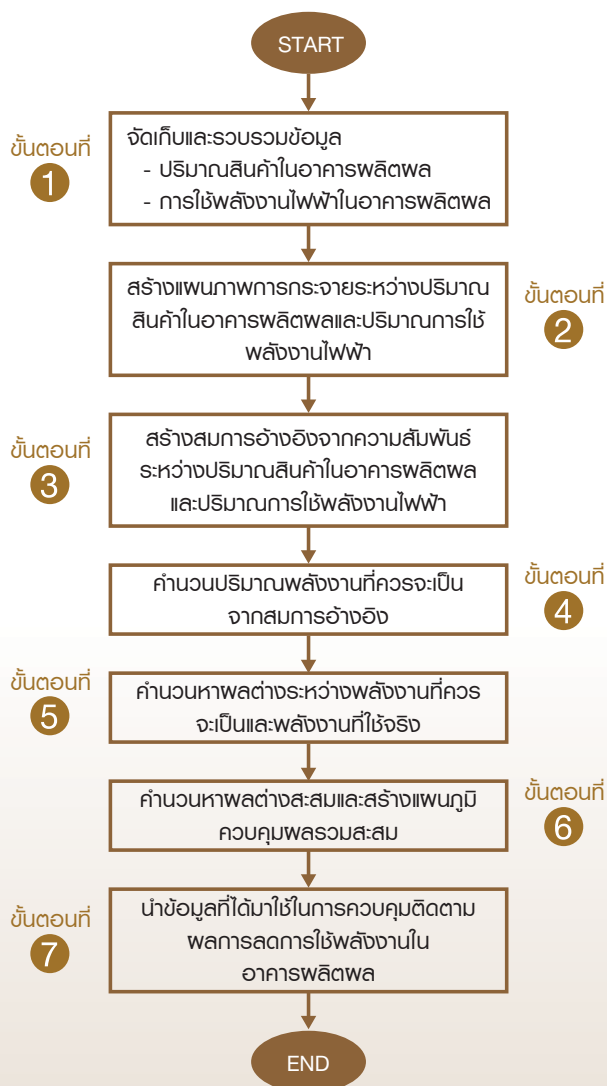 START
ขั้นตอนที่
1
จัดเก็บและรวบรวมข้อมูล
- ปริมาณสินค้าในอาคารผลิตผล
- การใช้พลังงานไฟฟ้าในอาคารผลิตผล
สร้างแผนภาพการกระจายระหว่างปริมาณ
สินค้าในอาคารผลิตผลและปริมาณการใช้
พลังงานไฟฟ้า
ขั้นตอนที่
2
ขั้นตอนที่
3
สร้างสมการอ้างอิงจากความสัมพันธ์
ระหว่างปริมาณสินค้าในอาคารผลิตผล
และปริมาณการใช้พลังงานไฟฟ้า
คำนวนปริมาณพลังงานที่ควรจะเป็น
จากสมการอ้างอิง
ขั้นตอนที่
4
ขั้นตอนที่
5
คำนวนหาผลต่างระหว่างพลังงานที่ควร
จะเป็นและพลังงานที่ใช้จริง
คำนวนหาผลต่างสะสมและสร้างแผนภูมิ
ควบคุมผลรวมสะสม
ขั้นตอนที่
6
ขั้นตอนที่
7
นำข้อมูลที่ได้มาใช้ในการควบคุมติดตาม
ผลการลดการใช้พลังงานใน
อาคารผลิตผล
END